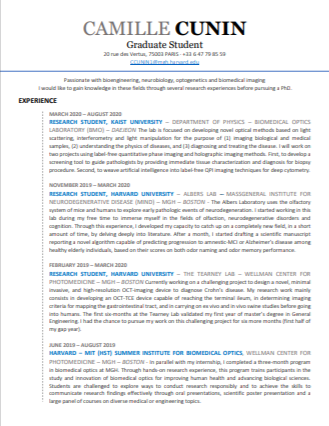 CAMILLE CUNIN
Graduate Student
20 rue des Vertus, 75003 PARIS · +33 6 47 79 85 59
CCUNIN1@mgh.harvard.edu
Passionate with bioengineering, neurobiology, optogenetics and biomedical imaging
I would like to gain knowledge in these fields through several research experiences before pursuing a PhD.
EXPERIENCE
MARCH 2020 – AUGUST 2020
RESEARCH STUDENT, KAIST UNIVERSITY – DEPARTMENT OF PHYSICS – BIOMEDICAL OPTICS
LABORATORY (BMO) – DAEJEON The lab is focused on developing novel optical methods based on light
scattering, interferometry and light manipulation for the purpose of (1) imaging biological and medical
samples, (2) understanding the physics of diseases, and (3) diagnosing and treating the disease. I will work on
two projects using label-free quantitative phase imaging and holographic imaging methods. First, to develop a
screening tool to guide pathologists by providing immediate tissue characterization and diagnosis for biopsy
procedure. Second, to weave artificial intelligence into label-free QPI imaging techniques for deep cytometry.
NOVEMBER 2019 – MARCH 2020
RESEARCH STUDENT, HARVARD UNIVERSITY – ALBERS LAB – MASSGENERAL INSTITUTE FOR
NEURODEGENERATIVE DISEASE (MIND) – MGH – BOSTON - The Alberts Laboratory uses the olfactory
system of mice and humans to explore early pathologic events of neurodegeneration. I started working in this
lab during my free time to immerse myself in the fields of olfaction, neurodegenerative disorders and
cognition. Through this experience, I developed my capacity to catch up on a completely new field, in a short
amount of time, by delving deeply into literature. After a month, I started drafting a scientific manuscript
reporting a novel algorithm capable of predicting progression to amnestic MCI or Alzheimer's disease among
healthy elderly individuals, based on their scores on both odor naming and odor memory performance.
FEBRUARY 2019 – MARCH 2020
RESEARCH STUDENT, HARVARD UNIVERSITY – THE TEARNEY LAB – WELLMAN CENTER FOR
PHOTOMEDICINE – MGH – BOSTON Currently working on a challenging project to design a novel, minimal
invasive, and high-resolution OCT-imaging device to diagnose Crohn's disease. My research work mainly
consists in developing an OCT-TCE device capable of reaching the terminal ileum, in determining imaging
criteria for mapping the gastrointestinal tract, and in carrying on ex vivo and in vivo swine studies before going
into humans. The first six-months at the Tearney Lab validated my first year of master's degree in General
Engineering. I had the chance to pursue my work on this challenging project for six more months (first half of
my gap year).
JUNE 2019 – AUGUST 2019
HARVARD – MIT (HST) SUMMER INSTITUTE FOR BIOMEDICAL OPTICS, WELLMAN CENTER FOR
PHOTOMEDICINE – MGH – BOSTON - In parallel with my internship, I completed a three-month program
in biomedical optics at MGH. Through hands-on research experience, this program trains participants in the
study and innovation of biomedical optics for improving human health and advancing biological sciences.
Students are challenged to explore ways to conduct research responsibly and to achieve the skills to
communicate research findings effectively through oral presentations, scientific poster presentation and a
large panel of courses on diverse medical or engineering topics.